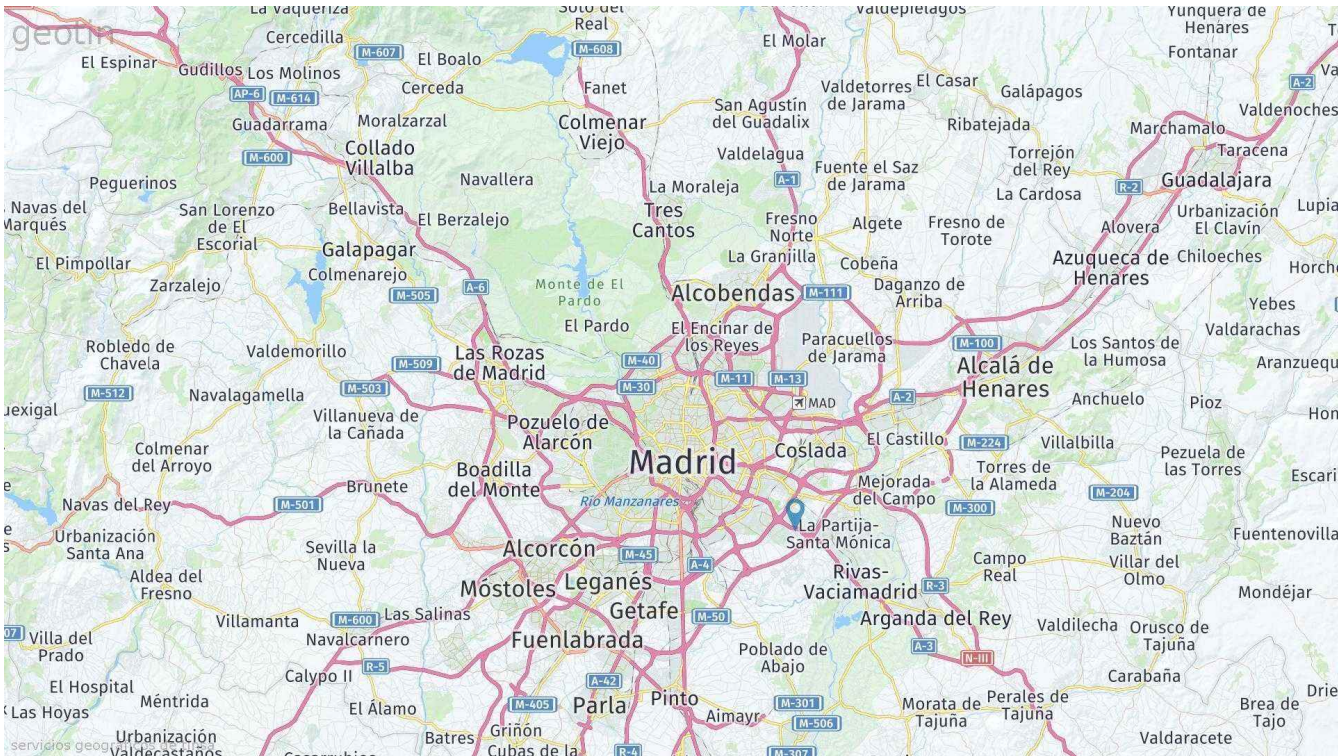 La Vaqueriza
Soto del
Real
Valdepiélagos
Yunquera de
Henares
geotin
Cercedilla
M-607
M-608
El Molar
Fontanar
El Espinar
Gudillos
Los Molinos
El Boalo
Cerceda
Fanet
Valdetorres
de Jarama
El Casar
Galápagos
A-2
AP-6
M-614
San Agustín
del Guadalix
Valdenoches
Guadarrama
Moralzarzal
Colmenar
Viejo
Ribatejada
Marchamalo
M-600
Collado
Villalba
Valdelagua
Torrejón
del Rey
Taracena
Peguerinos
Navallera
La Moraleja
A-1
Fuente el Saz
de Jarama
La Cardosa
R-2
Guadalajara
Navas del
Marqués
San Lorenzo
de El
Escorial
Bellavista
El Berzalejo
Tres
Cantos
Fresno
Norte
Algete
Fresno de
Torote
Alovera
Urbanización
El Clavín
Galapagar
Colmenarejo
La Granjilla
Cobeña
Azuqueca de
Henares
Chiloeches
El Pimpollar
Zarzalejo
M-505
A-6
Monte de El
Pardo
Alcobendas
M-111
Daganzo de
Arriba
Yebes
El Pardo
El Encinar de
los Reyes
Paracuellos
de Jarama
M-100
Valdarachas
Robledo de
Chavela
Valdemorillo
M-509
Las Rozas
de Madrid
M-40
Los Santos de
la Humosa
M-512
M-503
M-30
M-11
M-13
Alcalá de
Henares
Navalagamella
MAD
A-2
Anchuelo
Pioz
Villanueva de
la Cañada
Pozuelo de
Alarcón
Madrid
Coslada
El Castillo
M-224
Villalbilla
Colmenar
del Arroyo
Boadilla
del Monte
Pezuela de
las Torres
Brunete
Río Manzanares
Mejorada
del Campo
Torres de
la Alameda
M-204
Navas del Rey
M-501
M-300
La Partija-
Santa Mónica
Nuevo
Baztán
Urbanización
Santa Ana
Sevilla la
Nueva
Alcorcón
M-45
A-4
Campo
Real
Villar del
Olmo
Aldea del
Fresno
Móstoles
Leganés
Rivas-
Vaciamadrid
R-3
Mondéjar
Villamanta
M-600
Las Salinas
Getafe
M-50
Arganda del Rey
Valdilecha
Orusco de
Tajuña
Villa del
Prado
Navalcarnero
Fuenlabrada
A-3
N-III
R-5
Calypo II
Poblado de
Abajo
Carabaña
El Hospital
Méntrida
El Álamo
A-42
M-405
Parla
Pinto
M-301
M-506
Morata de
Tajuña
Perales de
Tajuña
Brea de
Tajo
Las Hoyas
Griñón
Aimayr
Batres
Cubas de la
R-4
M-307
Valdaracete
Urbanización
Valdecastaños
servicios geográficos de